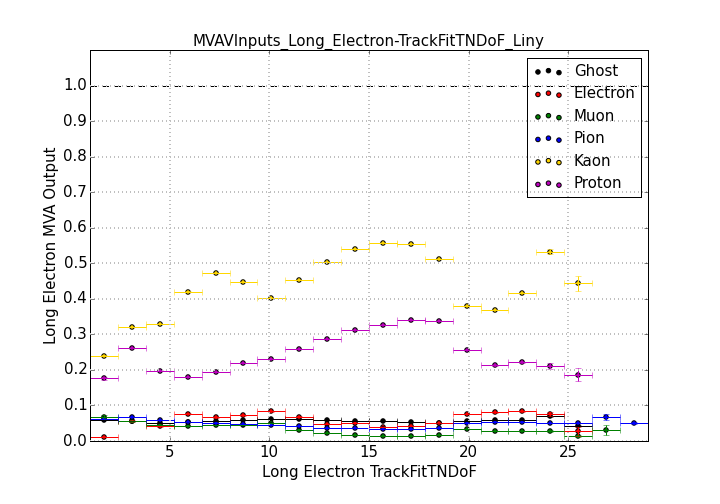 MVAVInputs_Long_Electron-TrackFitTNDoF_Liny
Ghost
Electron
Muon
Pion
Kaon
Proton
1.0
0.9
0.8
0.7
0.6
0.5
0.4
0.3
0.2
0.1
0.0
Long Electron MVA Output
5
10
15
20
25
Long Electron TrackFitTNDoF